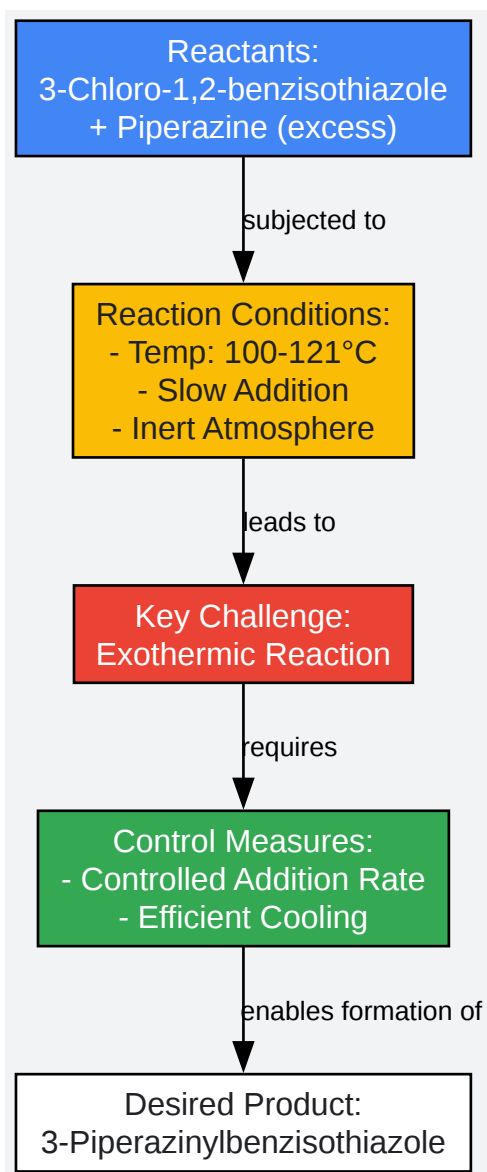 Reactants:
3-Chloro-1,2-benzisothiazole
+ Piperazine (excess)
subjected to
Reaction Conditions:
- Temp: 100-121°C
- Slow Addition
- Inert Atmosphere
leads to
Key Challenge:
Exothermic Reaction
requires
Control Measures:
- Controlled Addition Rate
- Efficient Cooling
enables formation of
Desired Product:
3-Piperazinylbenzisothiazole